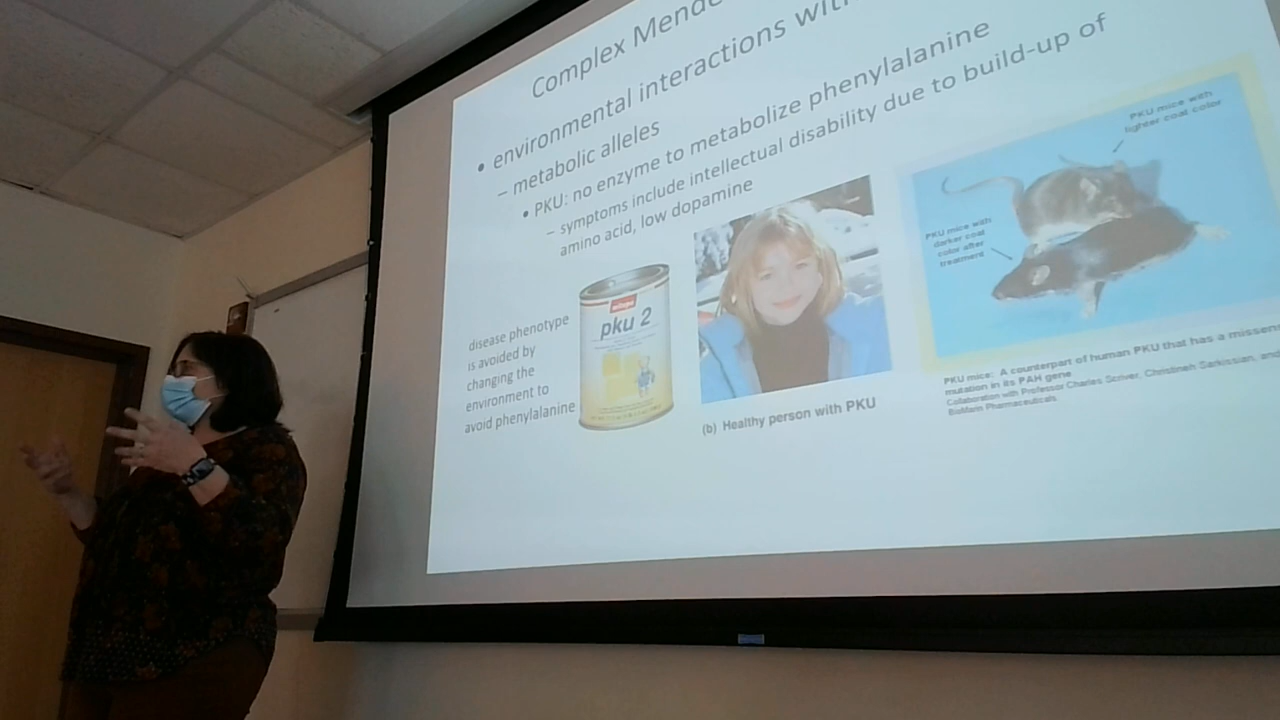 Complex Mende
• environmental interactions with
– metabolic alleles
• PKU: no enzyme to metabolize phenylalanine
– symptoms include intellectual disability due to build-up of
amino acid, low dopamine
disease phenotype
is avoided by
changing the
environment to
avoid phenylalanine
pku 2
(b) Healthy person with PKU
PKU mice with
lighter coat color
PKU mice with
darker coat
color after
treatment
PKU mice: A counterpart of human PKU that has a missens
mutation in its PAH gene
Collaboration with Professor Charles Scriver, Christineh Sarkissian, and
BioMarin Pharmaceuticals.